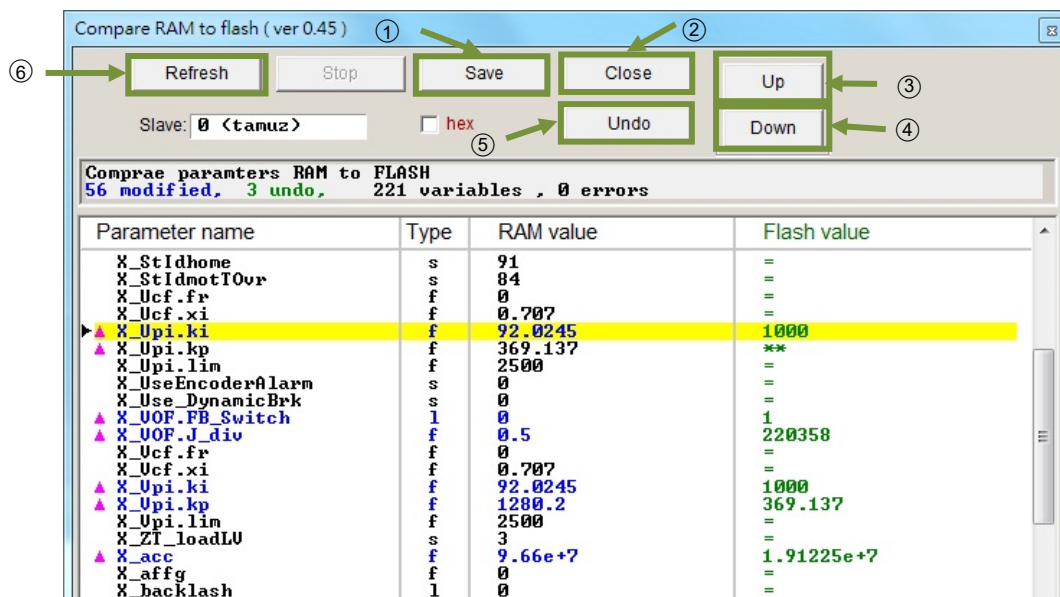 Compare RAM to flash ( ver 0.45 )
① ②
⑥ Refresh Stop Save Close Up ③
Slave: 0 (tamuz) hex ⑤ Undo Down ④
Comprae paramters RAM to FLASH
56 modified, 3 undo, 221 variables , 0 errors
Parameter name Type RAM value Flash value
X_StIdhome s 91 =
X_StIdmotTOvr s 84 =
X_Ucf.fr f 0 =
X_Ucf.xi f 0.707 =
X_Upi.ki f 92.0245 1000
X_Upi.kp f 369.137 **
X_Upi.lim f 2500 =
X_UseEncoderAlarm s 0 =
X_Use_DynamicBrk s 0 =
X_VOF.FB_Switch l 0 1
X_VOF.J_div f 0.5 220358
X_Vcf.fr f 0 =
X_Vcf.xi f 0.707 =
X_Vpi.ki f 92.0245 1000
X_Vpi.kp f 1280.2 369.137
X_Vpi.lim f 2500 =
X_ZT_loadLV s 3 =
X_acc f 9.66e+7 1.91225e+7
X_affg f 0 =
X_backlash l 0 =